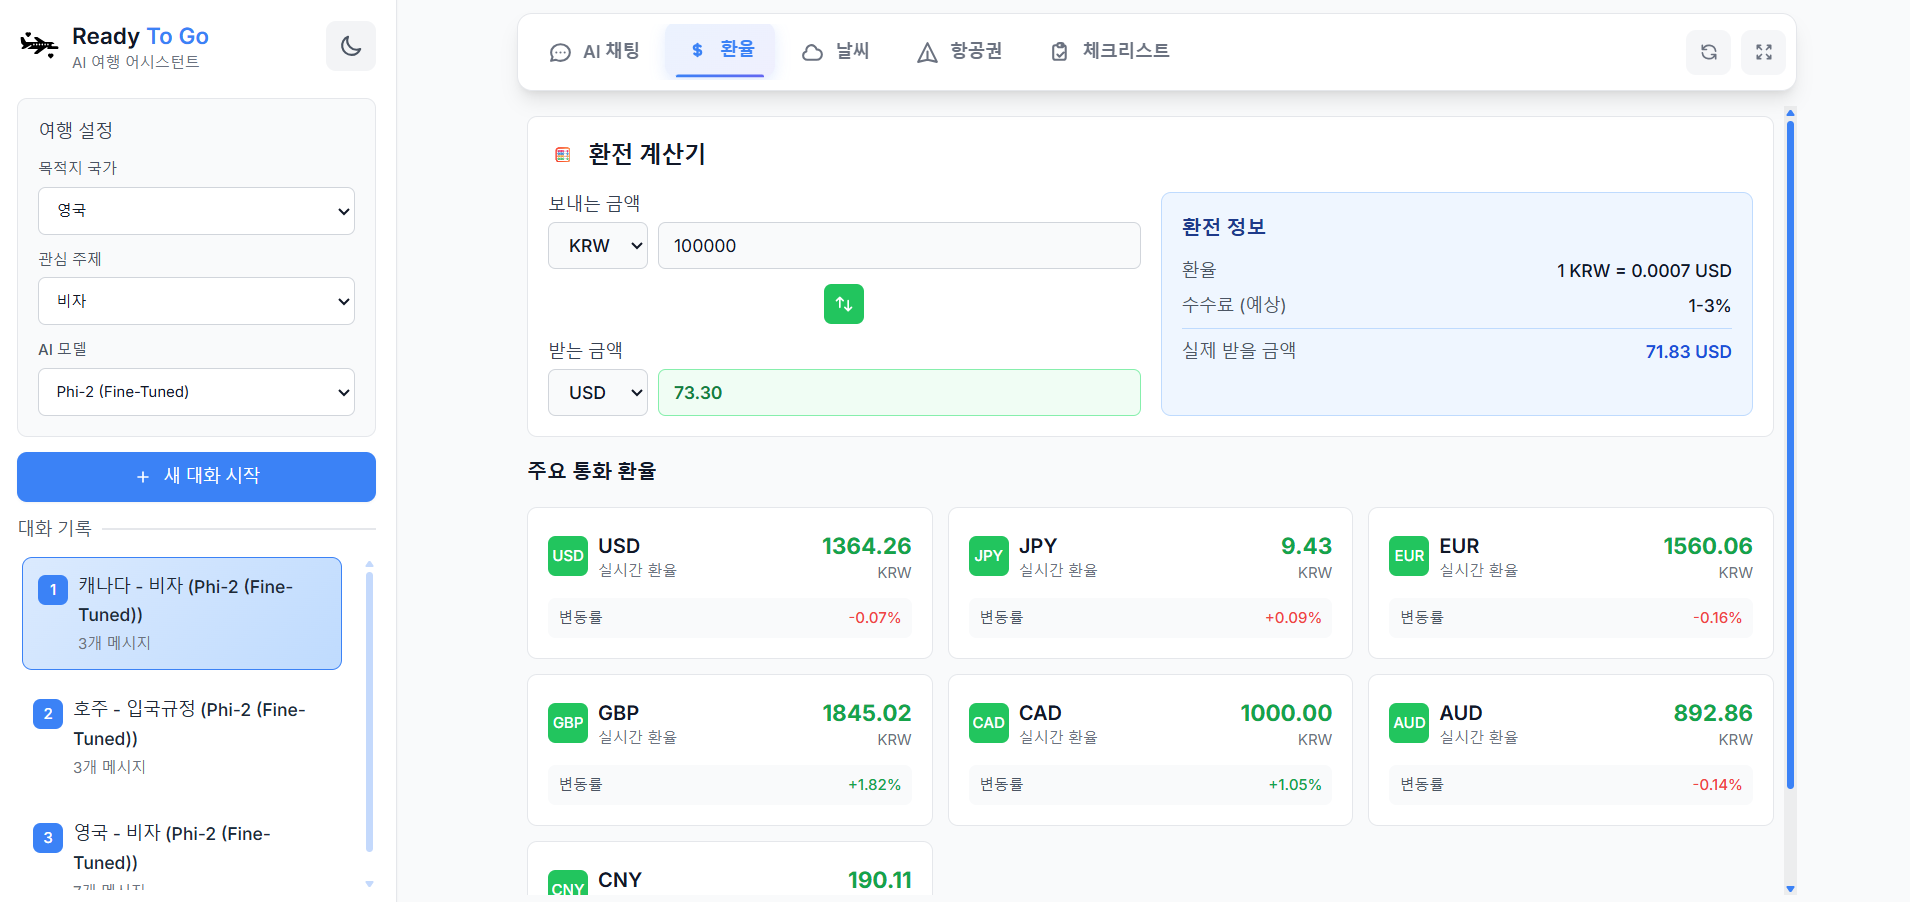 Ready To Go
AI 여행 어시스턴트
여행 설정
목적지 국가
영국
관심 주제
비자
AI 모델
Phi-2 (Fine-Tuned)
+ 새 대화 시작
대화 기록
1
캐나다 - 비자 (Phi-2 (Fine-
Tuned))
3개 메시지
2
호주 - 입국규정 (Phi-2 (Fine-
Tuned))
3개 메시지
3
영국 - 비자 (Phi-2 (Fine-
Tuned))
7개 메시지
AI 채팅
$ 환율
날씨
항공권
체크리스트
환전 계산기
보내는 금액
KRW
100000
받는 금액
USD
73.30
환전 정보
환율
1 KRW = 0.0007 USD
수수료 (예상)
1-3%
실제 받을 금액
71.83 USD
주요 통화 환율
USD
USD
1364.26
실시간 환율
KRW
변동률
-0.07%
JPY
JPY
9.43
실시간 환율
KRW
변동률
+0.09%
EUR
EUR
1560.06
실시간 환율
KRW
변동률
-0.16%
GBP
GBP
1845.02
실시간 환율
KRW
변동률
+1.82%
CAD
CAD
1000.00
실시간 환율
KRW
변동률
+1.05%
AUD
AUD
892.86
실시간 환율
KRW
변동률
-0.14%
CNY
CNY
190.11